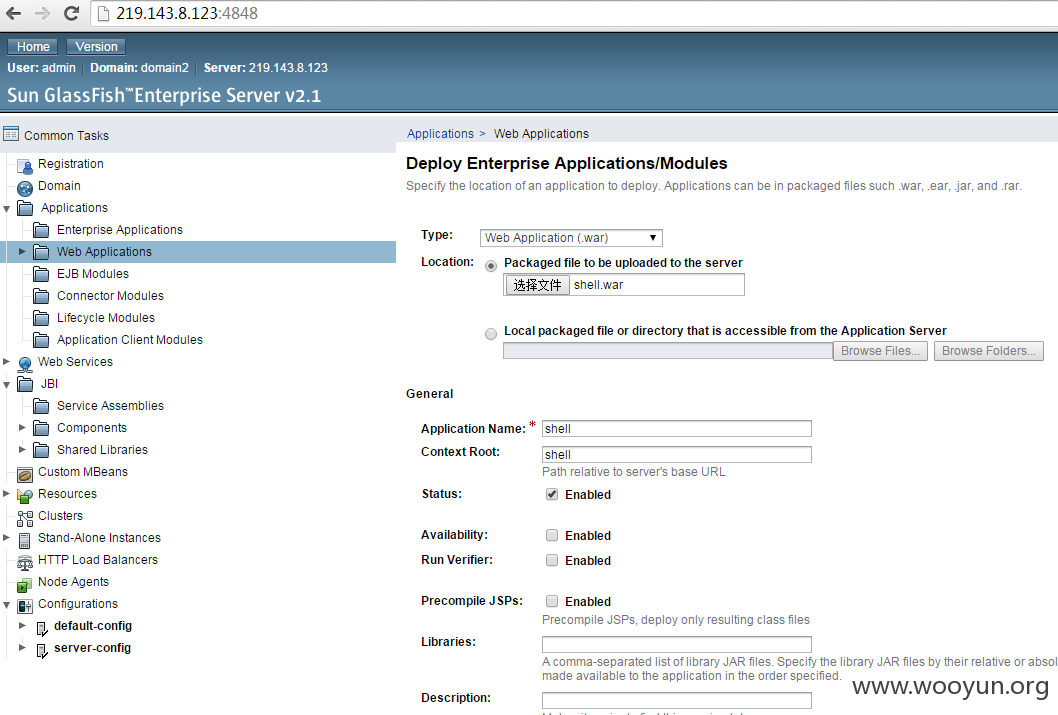 219.143.8.123:4848
Home Version
User: admin Domain: domain2 Server: 219.143.8.123
Sun GlassFish™ Enterprise Server v2.1
Common Tasks
Registration
Domain
Applications
Enterprise Applications
Web Applications
EJB Modules
Connector Modules
Lifecycle Modules
Application Client Modules
Web Services
JBI
Service Assemblies
Components
Shared Libraries
Custom MBeans
Resources
Clusters
Stand-Alone Instances
HTTP Load Balancers
Node Agents
Configurations
default-config
server-config
Applications > Web Applications
Deploy Enterprise Applications/Modules
Specify the location of an application to deploy. Applications can be in packaged files such .war, .ear, .jar, and .rar.
Type: Web Application (.war)
Location: Packaged file to be uploaded to the server
选择文件 shell.war
Local packaged file or directory that is accessible from the Application Server
Browse Files... Browse Folders...
General
Application Name: * shell
Context Root: shell
Path relative to server's base URL
Status: Enabled
Availability: Enabled
Run Verifier: Enabled
Precompile JSPs: Enabled
Precompile JSPs, deploy only resulting class files
Libraries:
A comma-separated list of library JAR files. Specify the library JAR files by their relative or absol
made available to the application in the order specified.
Description:
www.wooyun.org